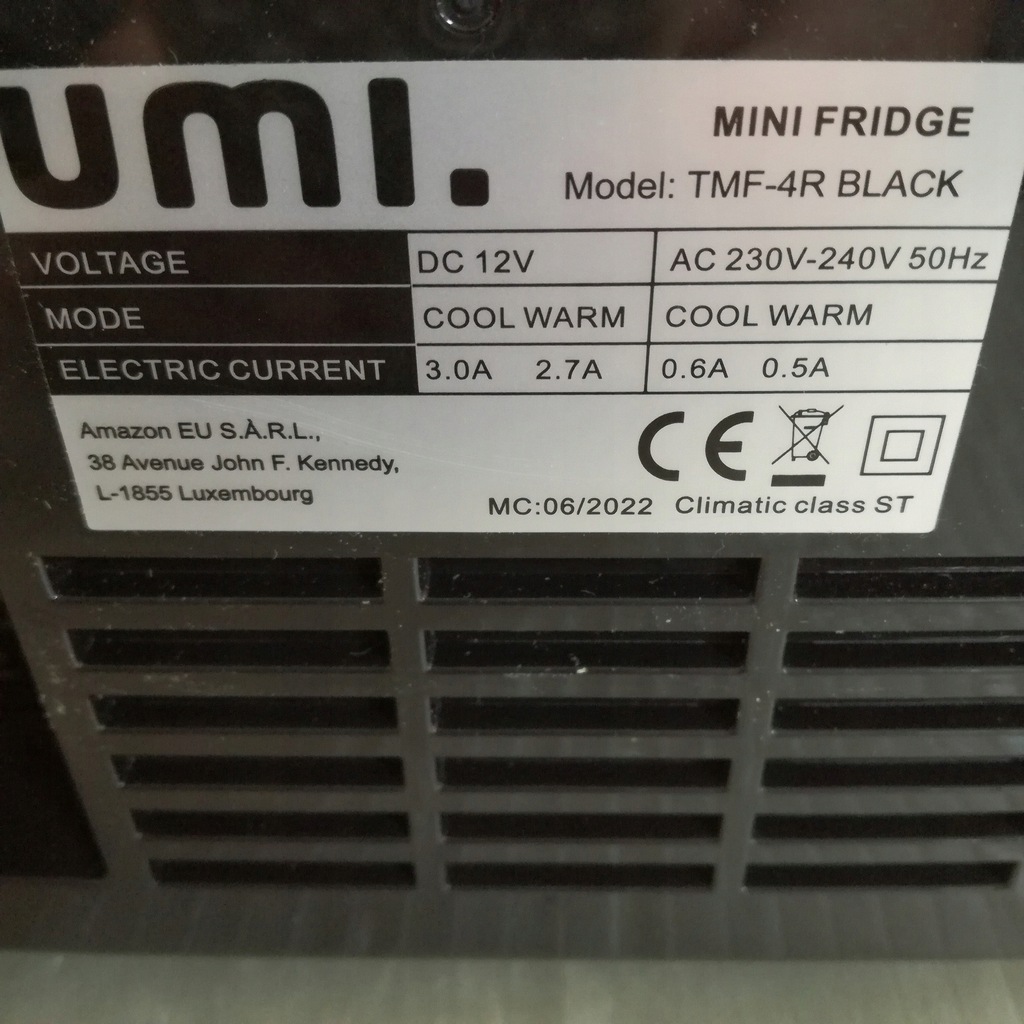 umi.
MINI FRIDGE
Model: TMF-4R BLACK
VOLTAGE DC 12V AC 230V-240V 50Hz
MODE COOL WARM COOL WARM
ELECTRIC CURRENT 3.0A 2.7A 0.6A 0.5A
Amazon EU S.À.R.L.,
38 Avenue John F. Kennedy,
L-1855 Luxembourg
CE
MC:06/2022 Climatic class ST